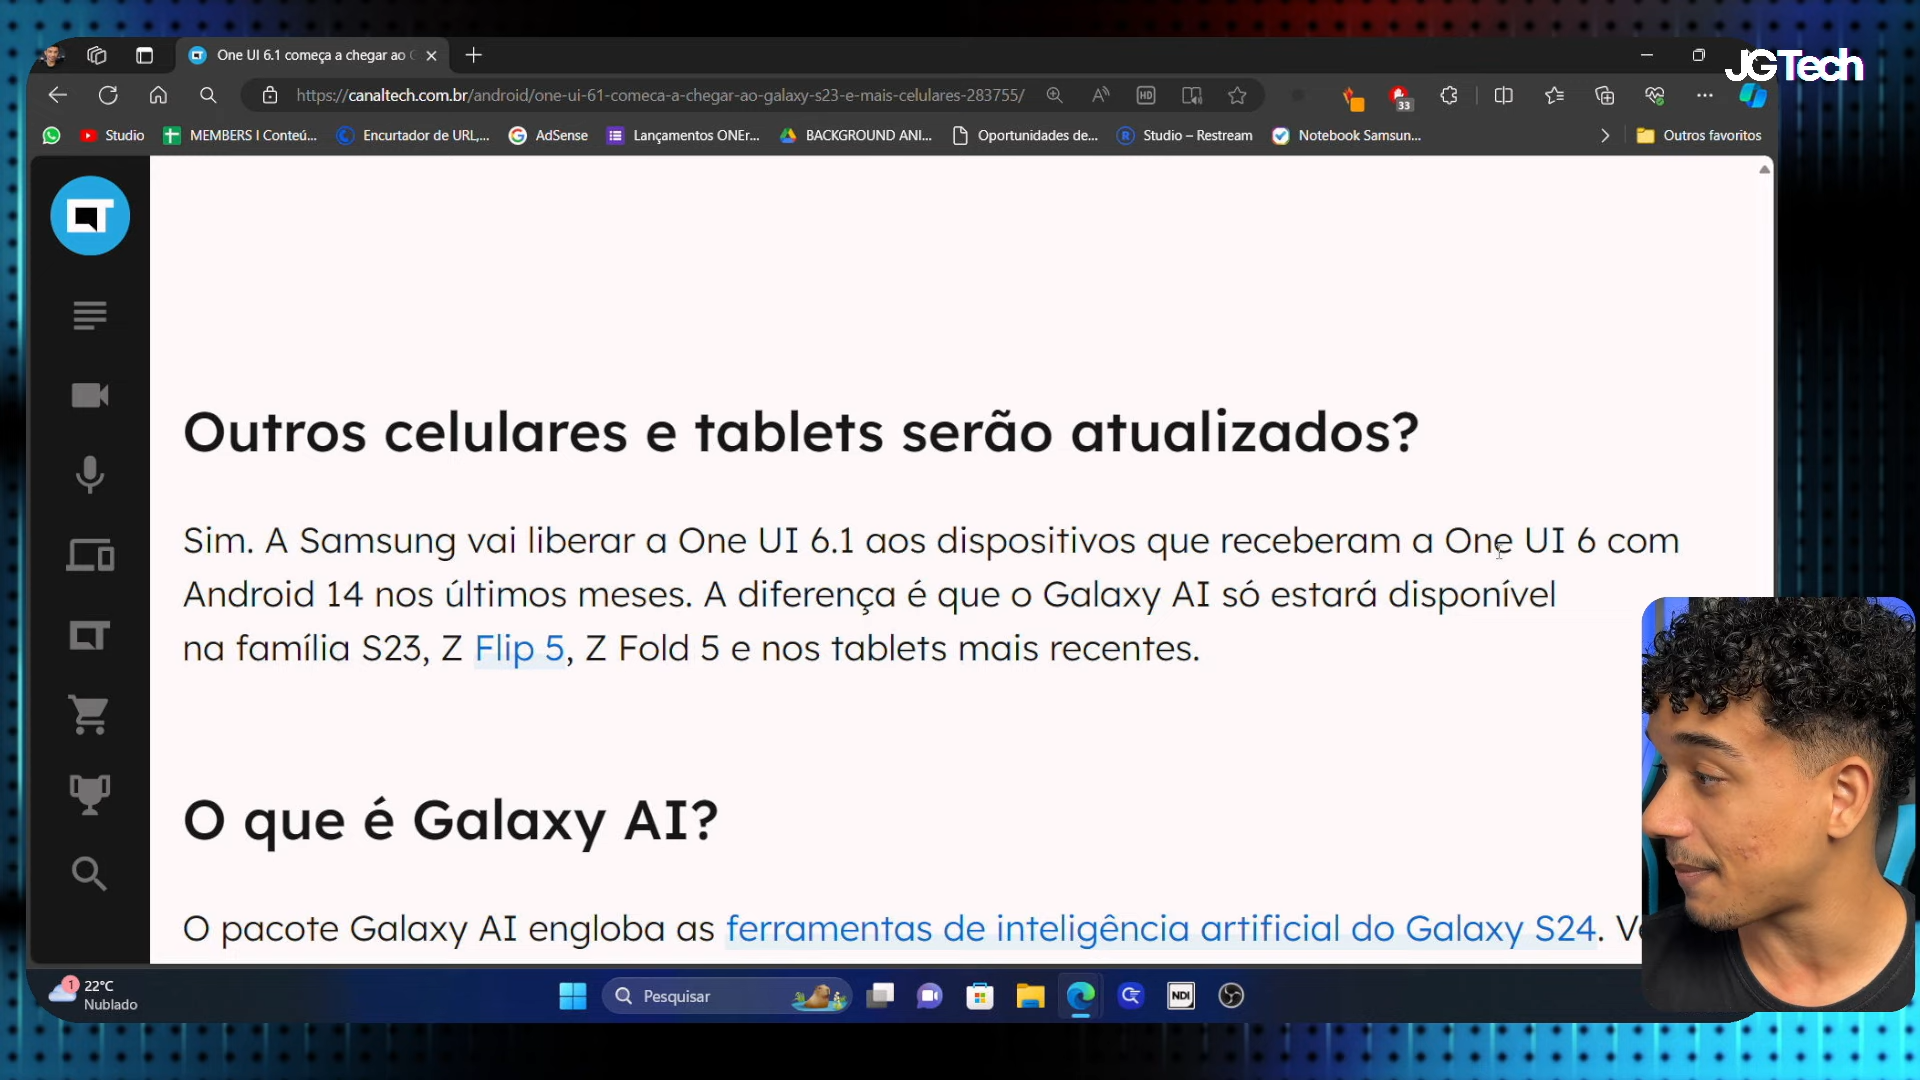 One UI 6.1 começa a chegar ao
JGTech
https://canaltech.com.br/android/one-ui-61-comeca-a-chegar-ao-galaxy-s23-e-mais-celulares-283755/
HD
33
Studio
MEMBERS I Conteú...
Encurtador de URL,...
AdSense
Lançamentos ONEr...
BACKGROUND ANI...
Oportunidades de...
Studio – Restream
Notebook Samsun...
Outros favoritos
Outros celulares e tablets serão atualizados?
Sim. A Samsung vai liberar a One UI 6.1 aos dispositivos que receberam a One UI 6 com
Android 14 nos últimos meses. A diferença é que o Galaxy AI só estará disponível
na família S23, Z Flip 5, Z Fold 5 e nos tablets mais recentes.
O que é Galaxy AI?
O pacote Galaxy AI engloba as ferramentas de inteligência artificial do Galaxy S24.
1
22°C
Nublado
Pesquisar
NDI